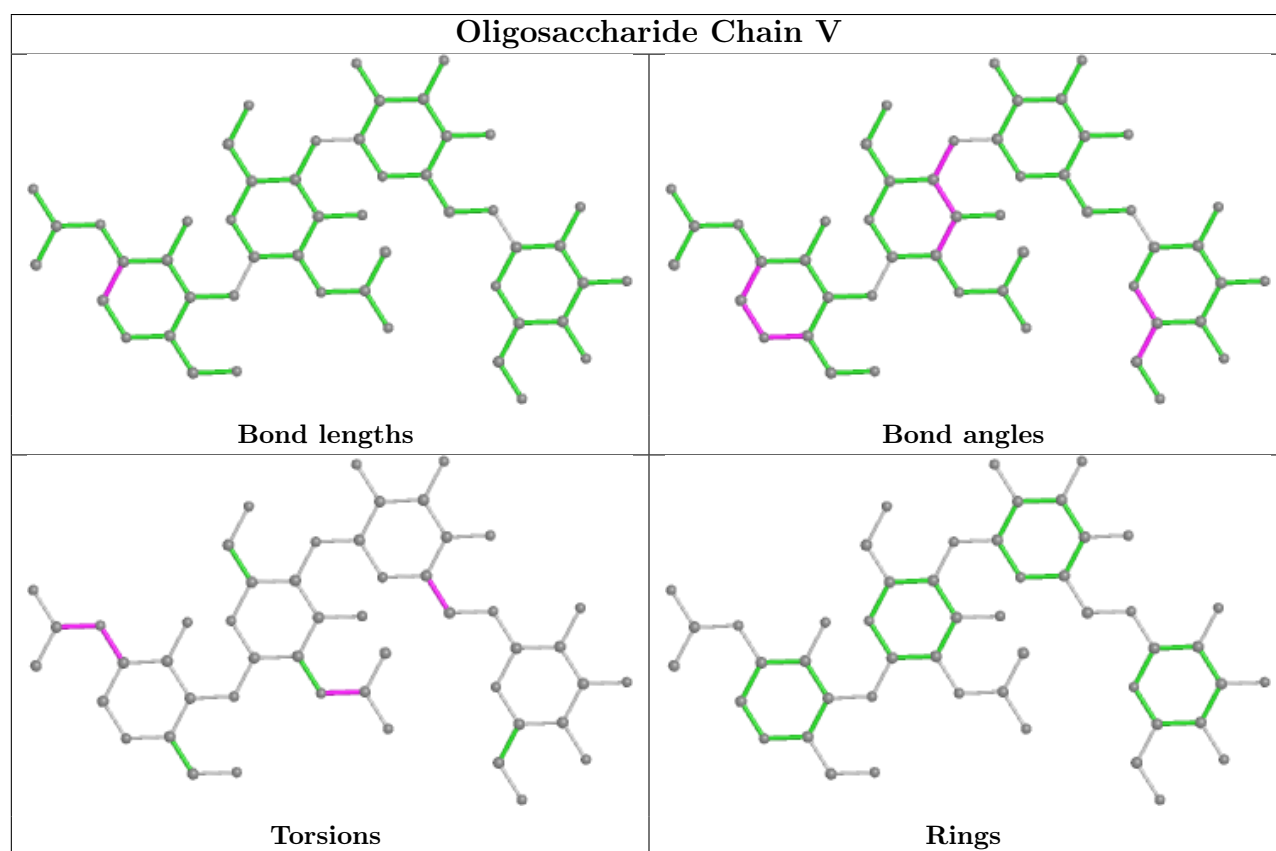 Oligosaccharide Chain V
Bond lengths
Bond angles
Torsions
Rings